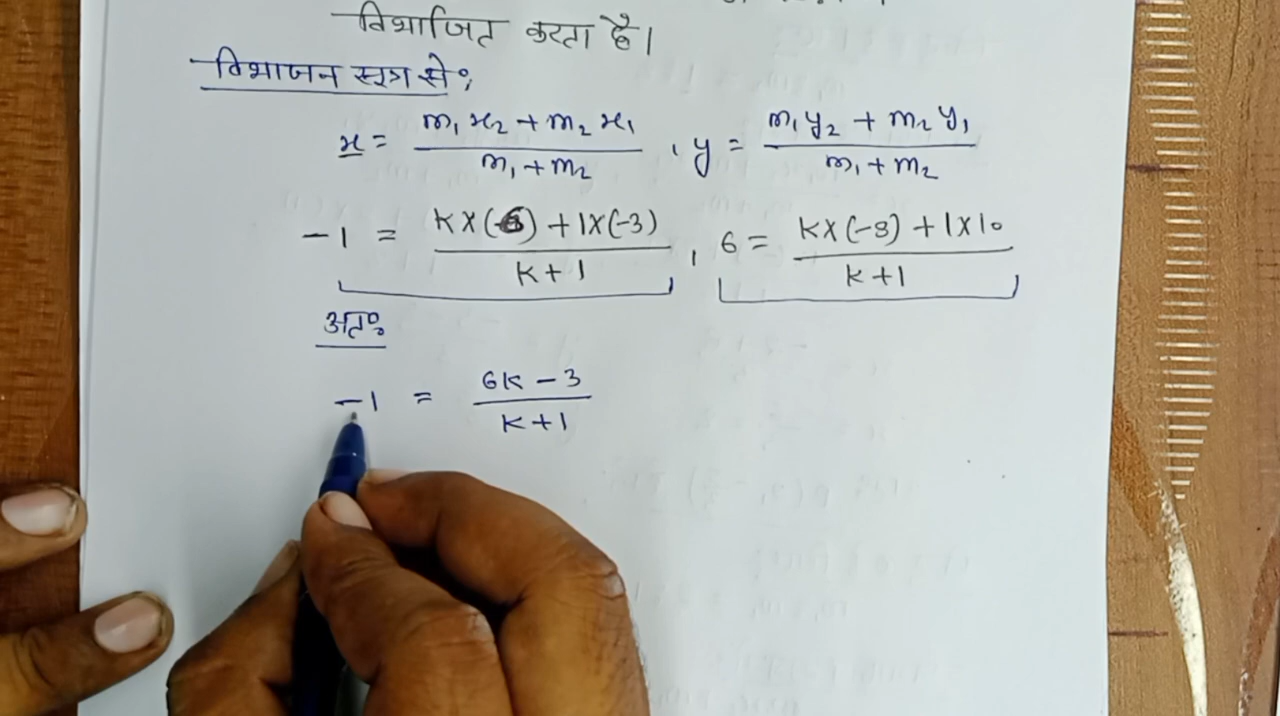 विभाजित करता है।
विभाजन सूत्र से॰,
x = (m₁x₂ + m₂x₁)/(m₁ + m₂) , y = (m₁y₂ + m₂y₁)/(m₁ + m₂)
-1 = (K×(-6) + 1×(-3))/(K+1) , 6 = (K×(-8) + 1×10)/(K+1)
अत॰
-1 = (6K - 3)/(K+1)